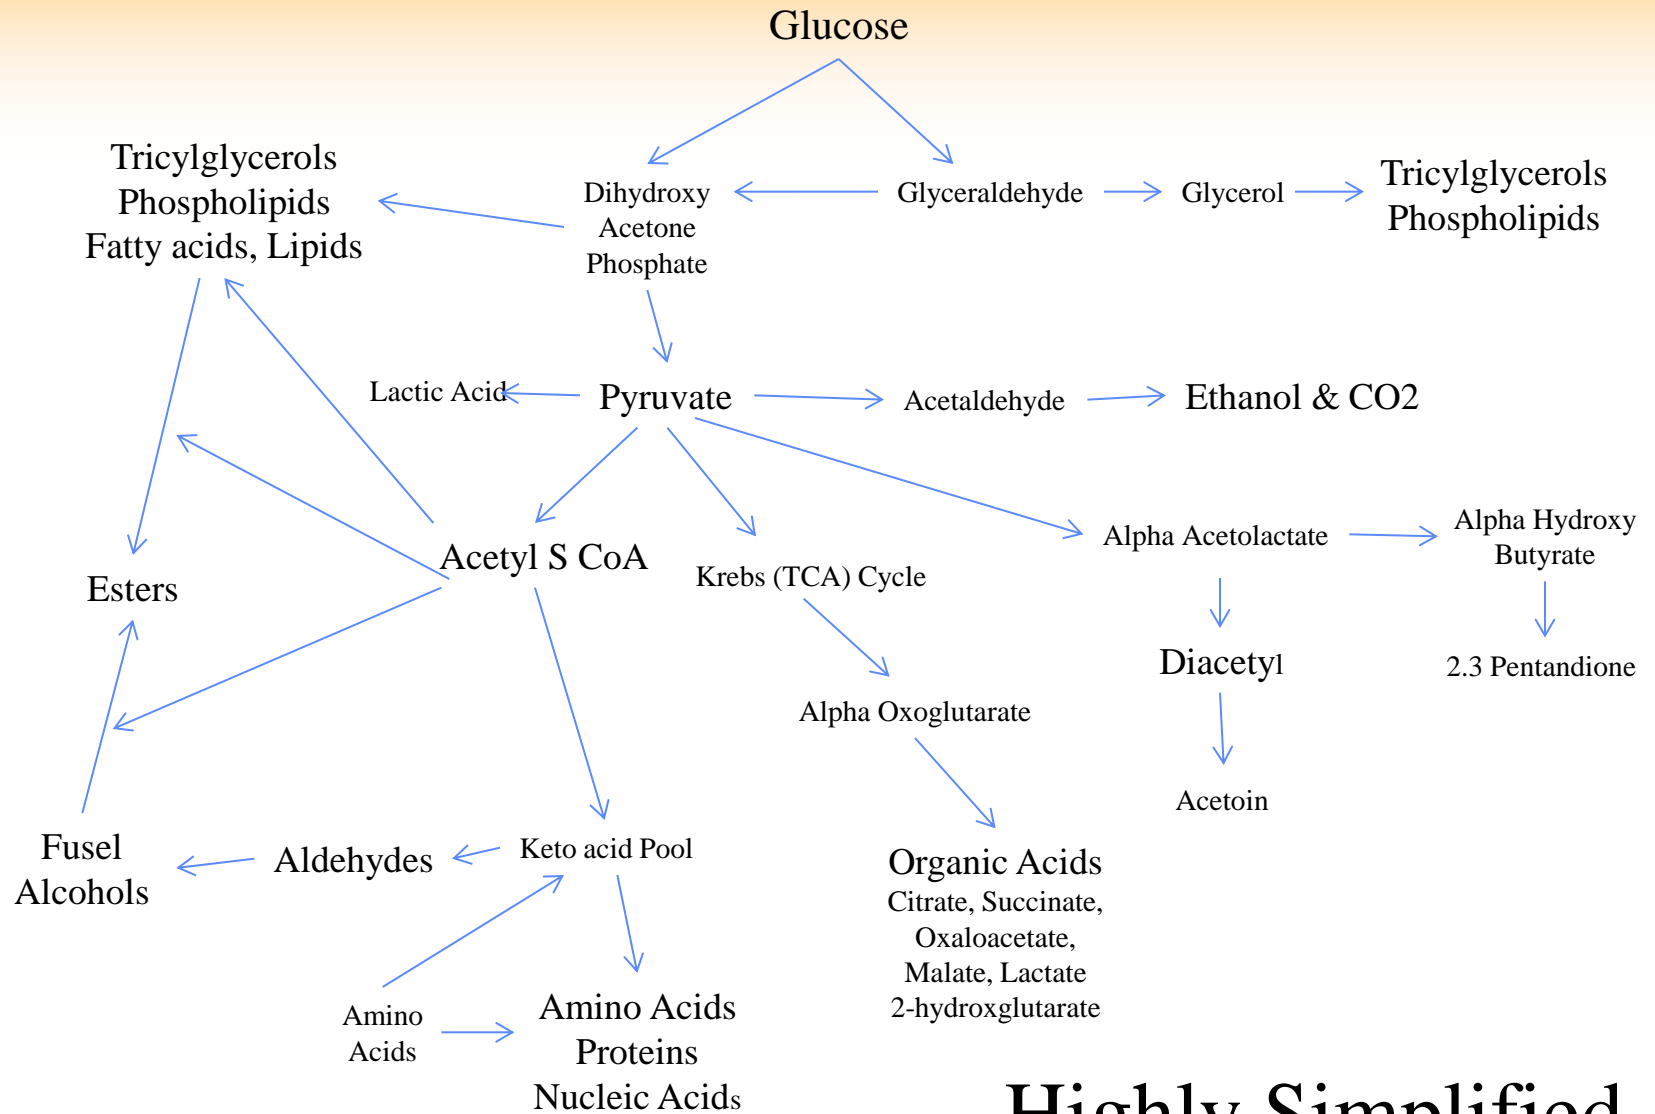 Glucose
Tricylglycerols
Phospholipids
Fatty acids, Lipids
Dihydroxy
Acetone
Phosphate
Glyceraldehyde
Glycerol
Tricylglycerols
Phospholipids
Lactic Acid
Pyruvate
Acetaldehyde
Ethanol & CO2
Acetyl S CoA
Krebs (TCA) Cycle
Alpha Acetolactate
Alpha Hydroxy
Butyrate
Esters
Diacetyl
2.3 Pentandione
Alpha Oxoglutarate
Acetoin
Fusel
Alcohols
Aldehydes
Keto acid Pool
Organic Acids
Citrate, Succinate,
Oxaloacetate,
Malate, Lactate
2-hydroxglutarate
Amino
Acids
Amino Acids
Proteins
Nucleic Acids
Highly Simplified